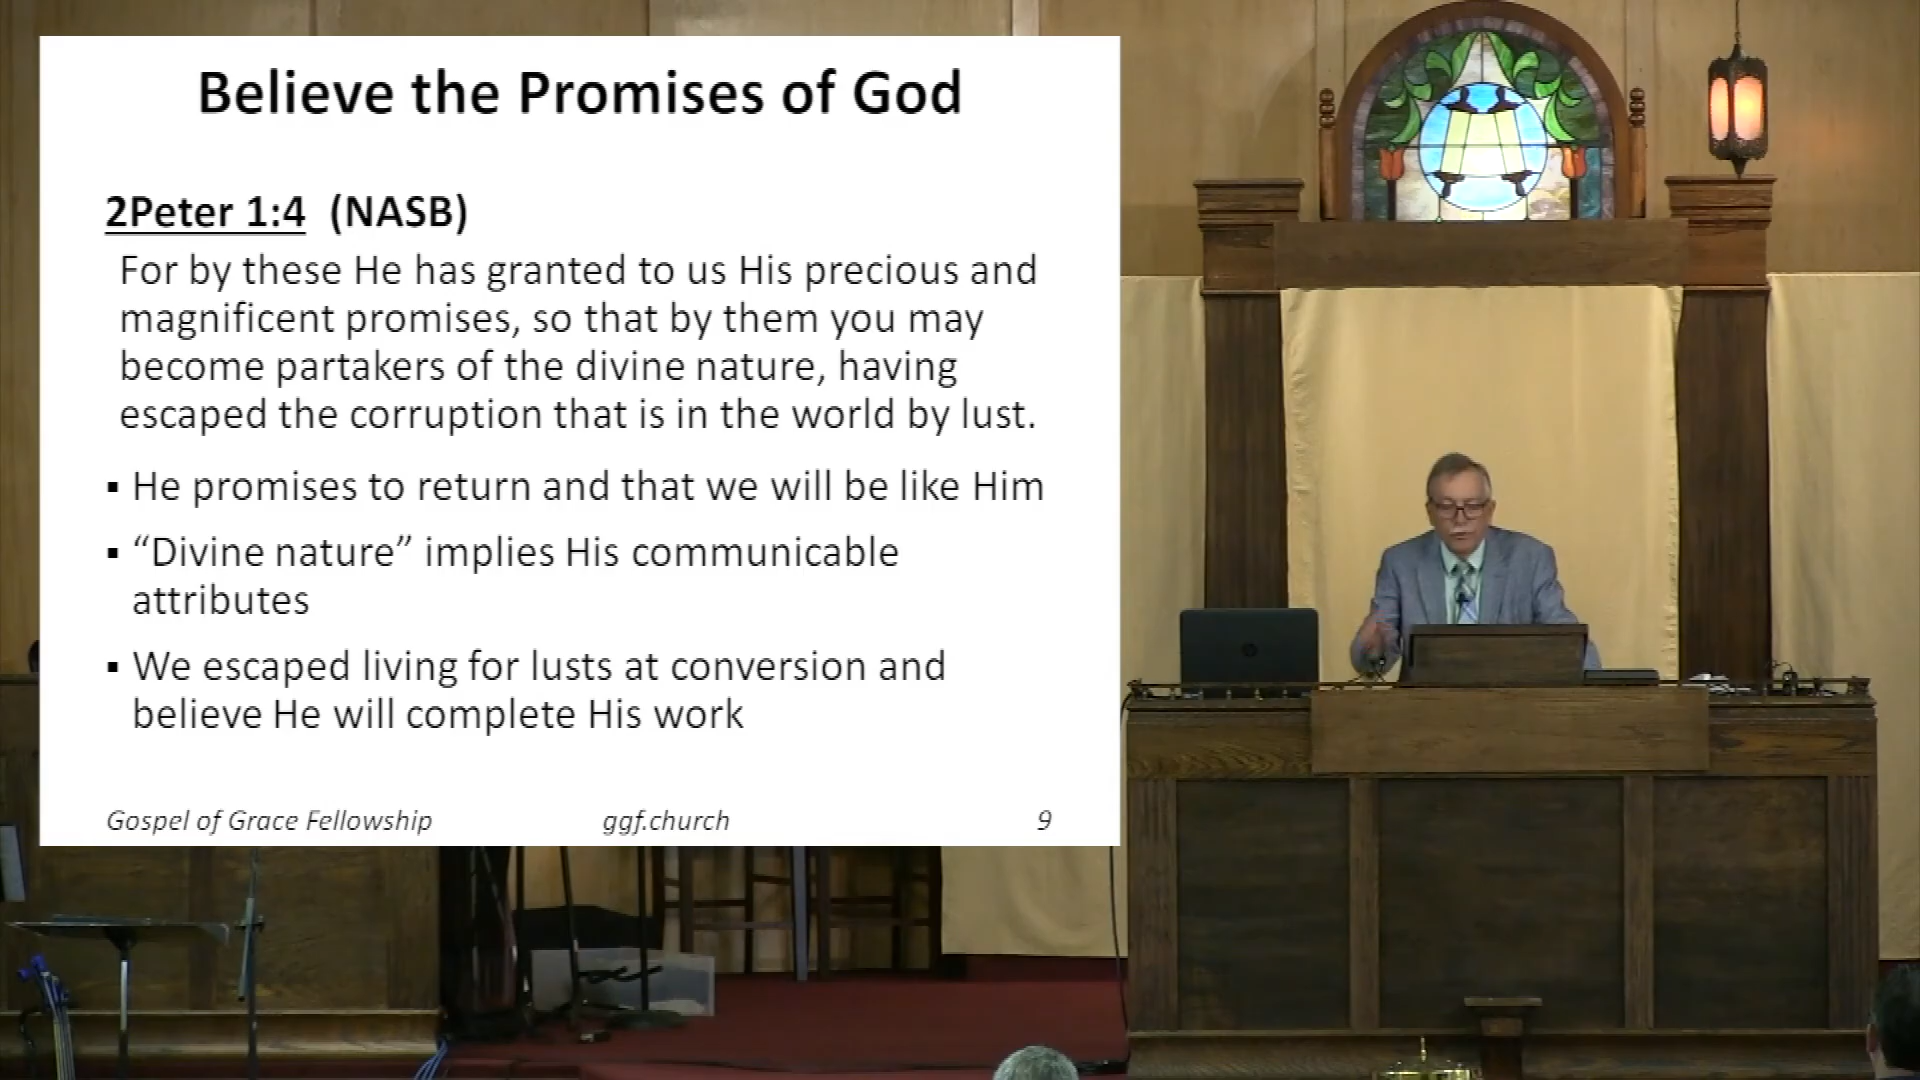 Believe the Promises of God
2Peter 1:4 (NASB)
For by these He has granted to us His precious and
magnificent promises, so that by them you may
become partakers of the divine nature, having
escaped the corruption that is in the world by lust.
▪ He promises to return and that we will be like Him
▪ “Divine nature” implies His communicable
attributes
▪ We escaped living for lusts at conversion and
believe He will complete His work
Gospel of Grace Fellowship ggf.church 9